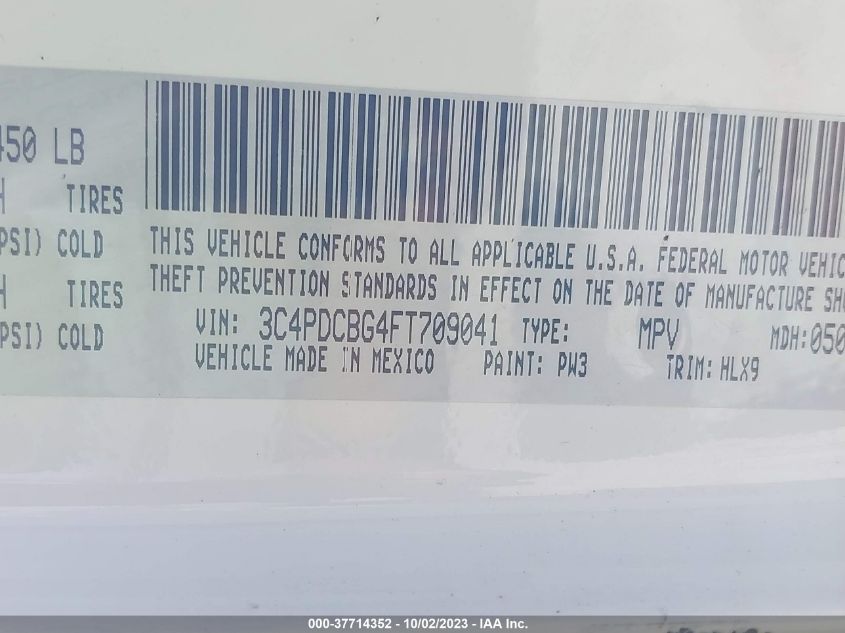 450 LB
H TIRES
PSI) COLD
H TIRES
PSI) COLD
THIS VEHICLE CONFORMS TO ALL APPLICABLE U.S.A. FEDERAL MOTOR VEHIC
THEFT PREVENTION STANDARDS IN EFFECT ON THE DATE OF MANUFACTURE SH
VIN: 3C4PDCBG4FT709041 TYPE: MPV MDH:050
VEHICLE MADE IN MEXICO PAINT: PW3 TRIM: HLX9
000-37714352 - 10/02/2023 - IAA Inc.